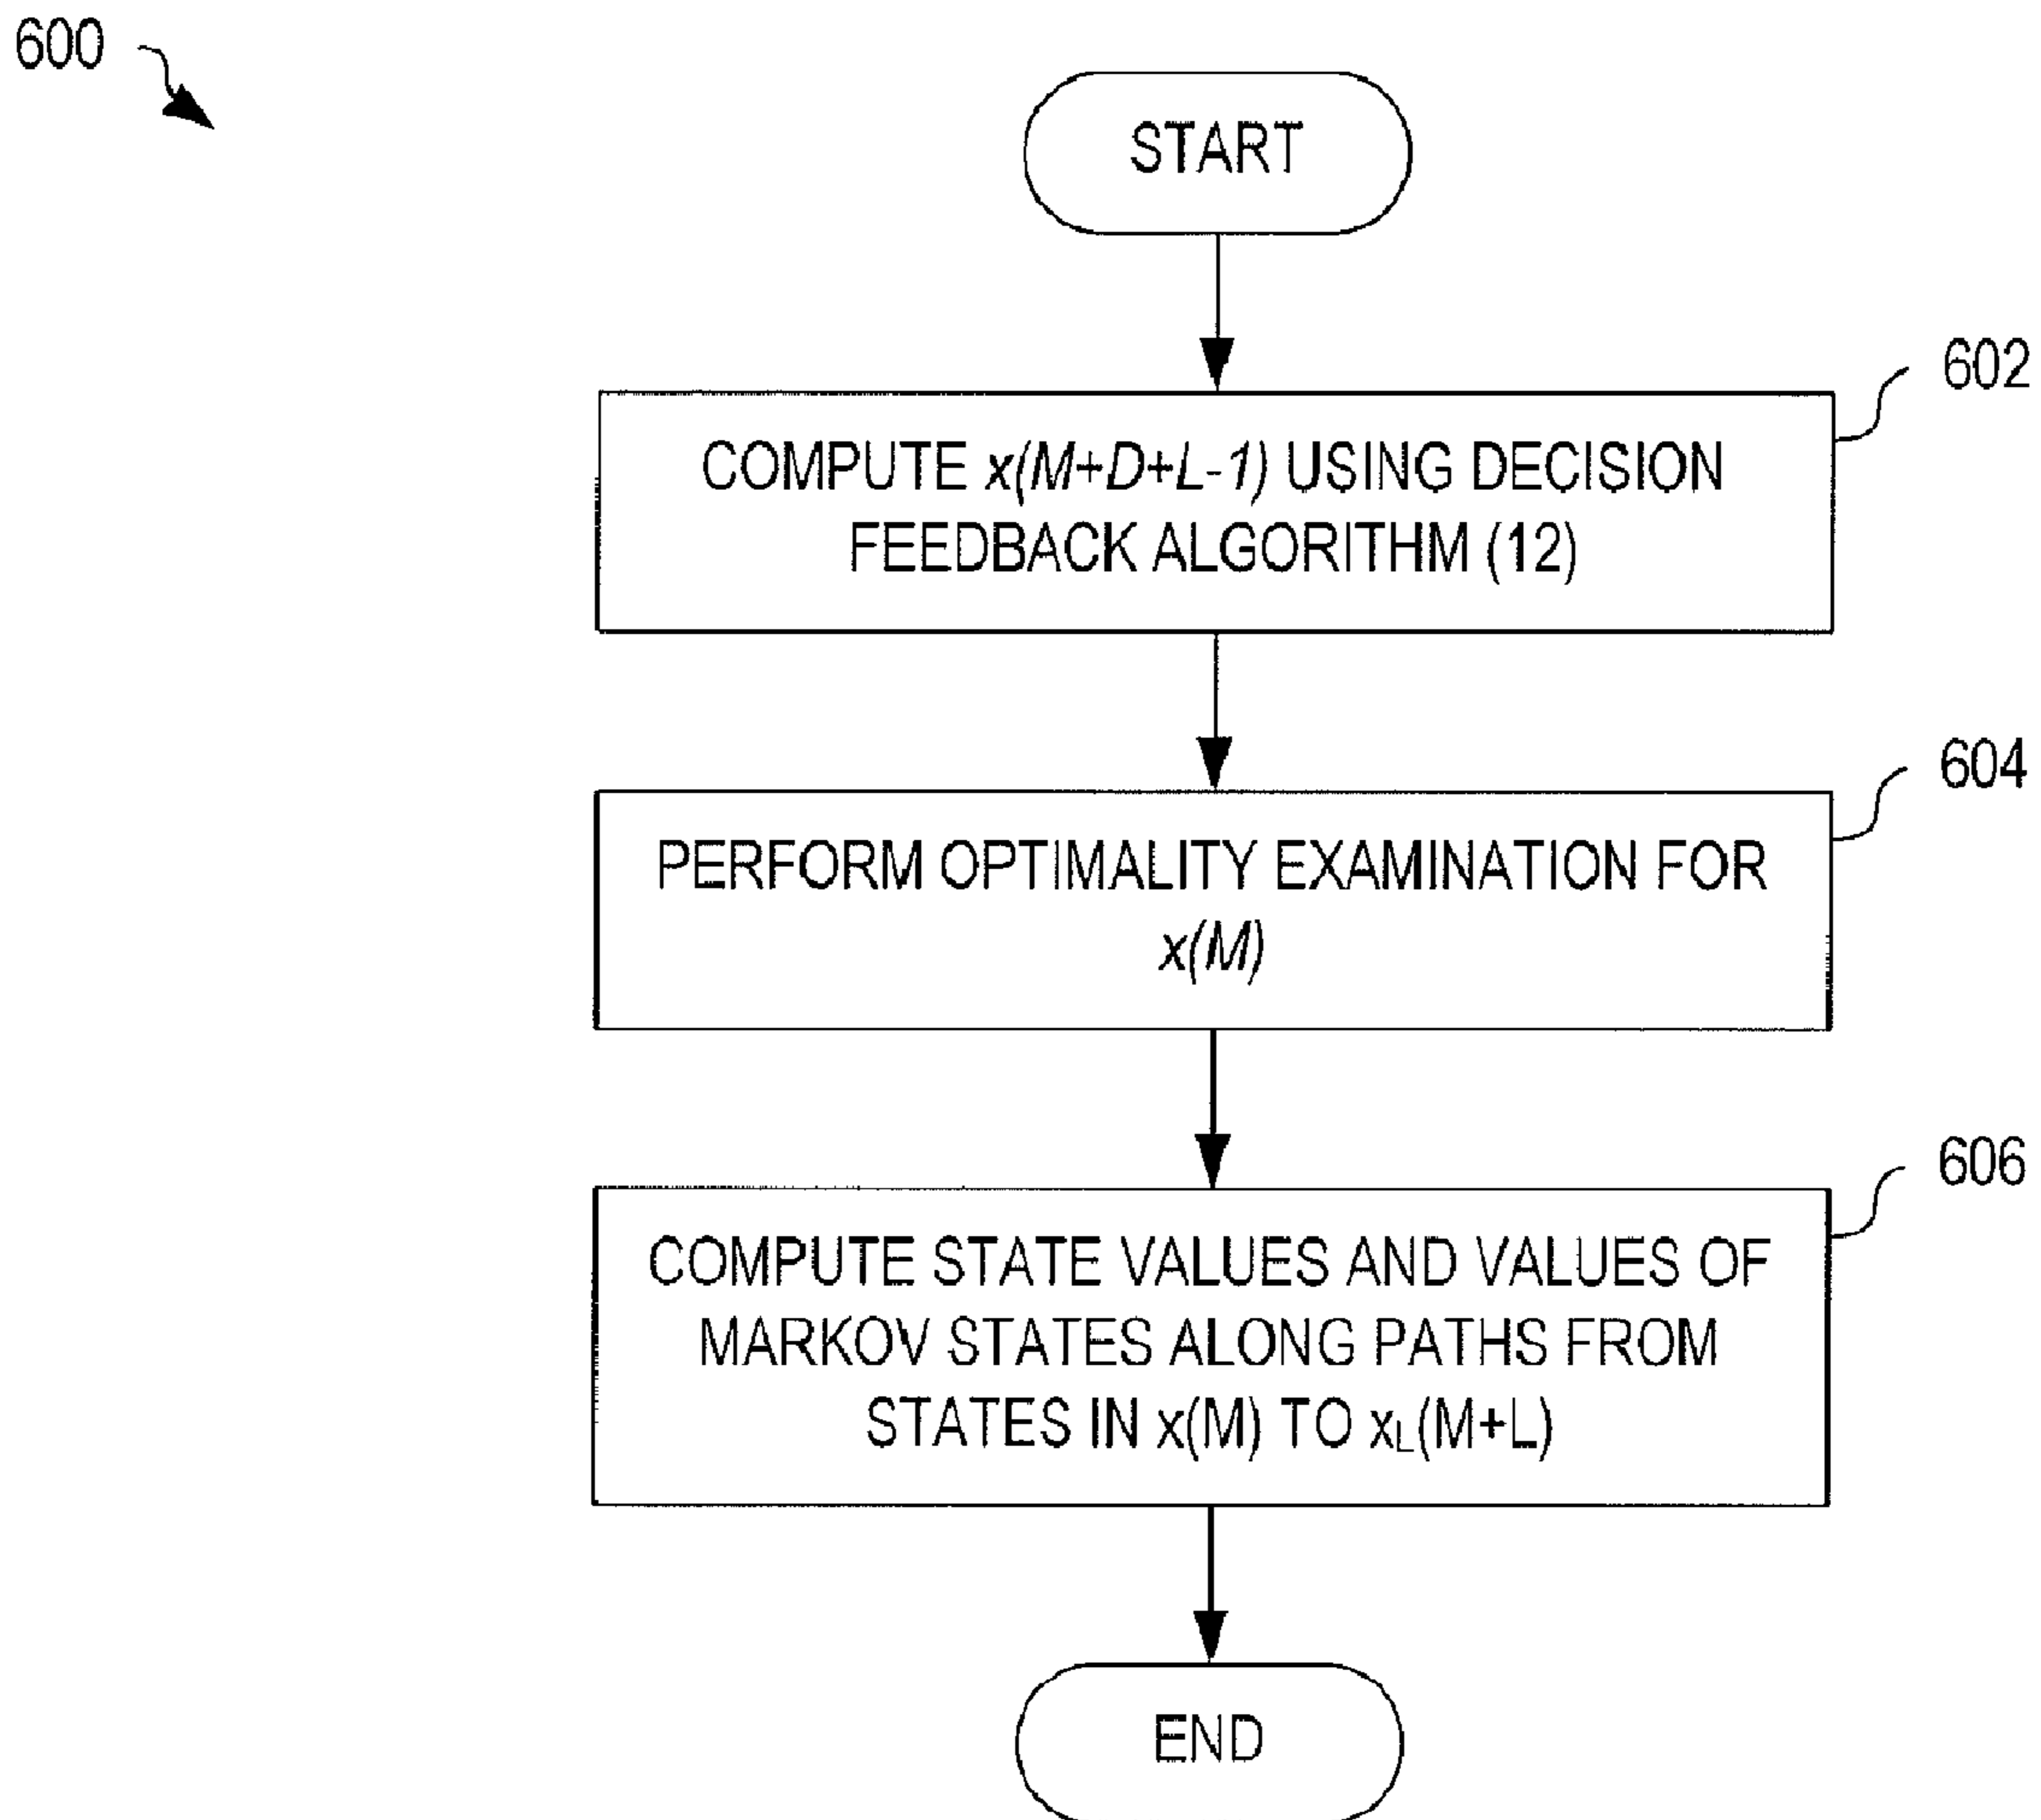 600
START
602
COMPUTE x(M+D+L-1) USING DECISION
FEEDBACK ALGORITHM (12)
604
PERFORM OPTIMALITY EXAMINATION FOR
x(M)
606
COMPUTE STATE VALUES AND VALUES OF
MARKOV STATES ALONG PATHS FROM
STATES IN x(M) TO xL(M+L)
END